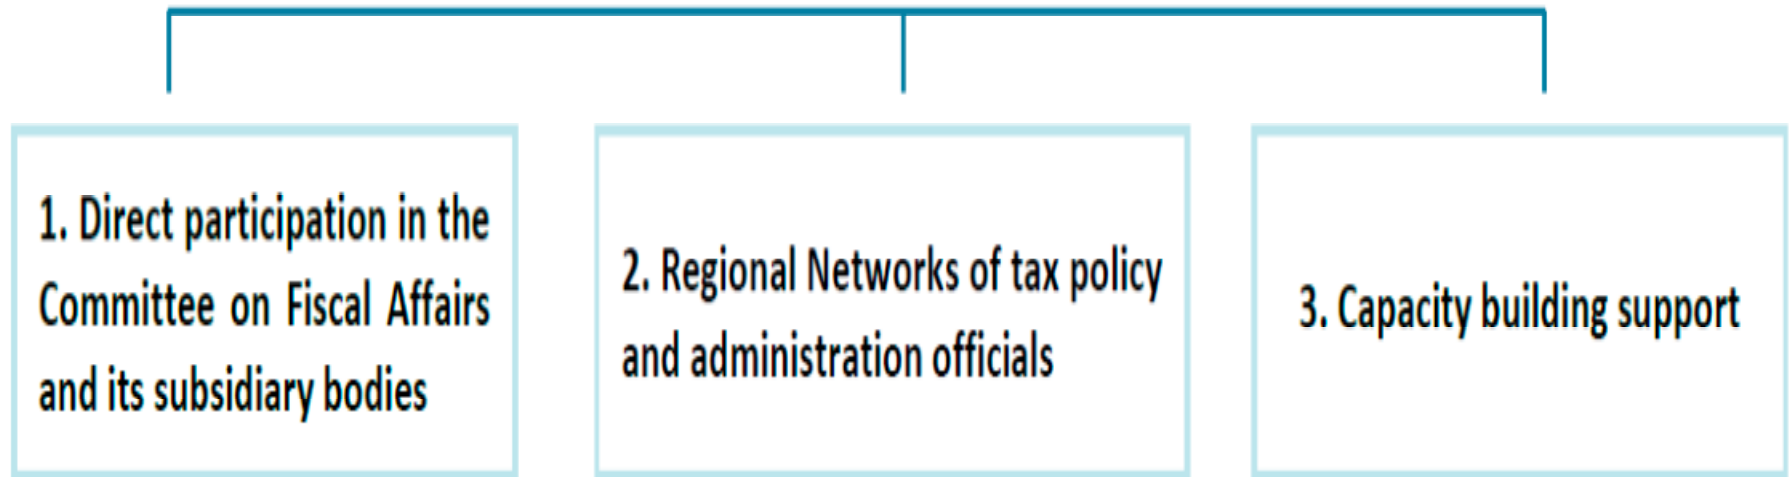 1. Direct participation in the
Committee on Fiscal Affairs
and its subsidiary bodies
2. Regional Networks of tax policy
and administration officials
3. Capacity building support